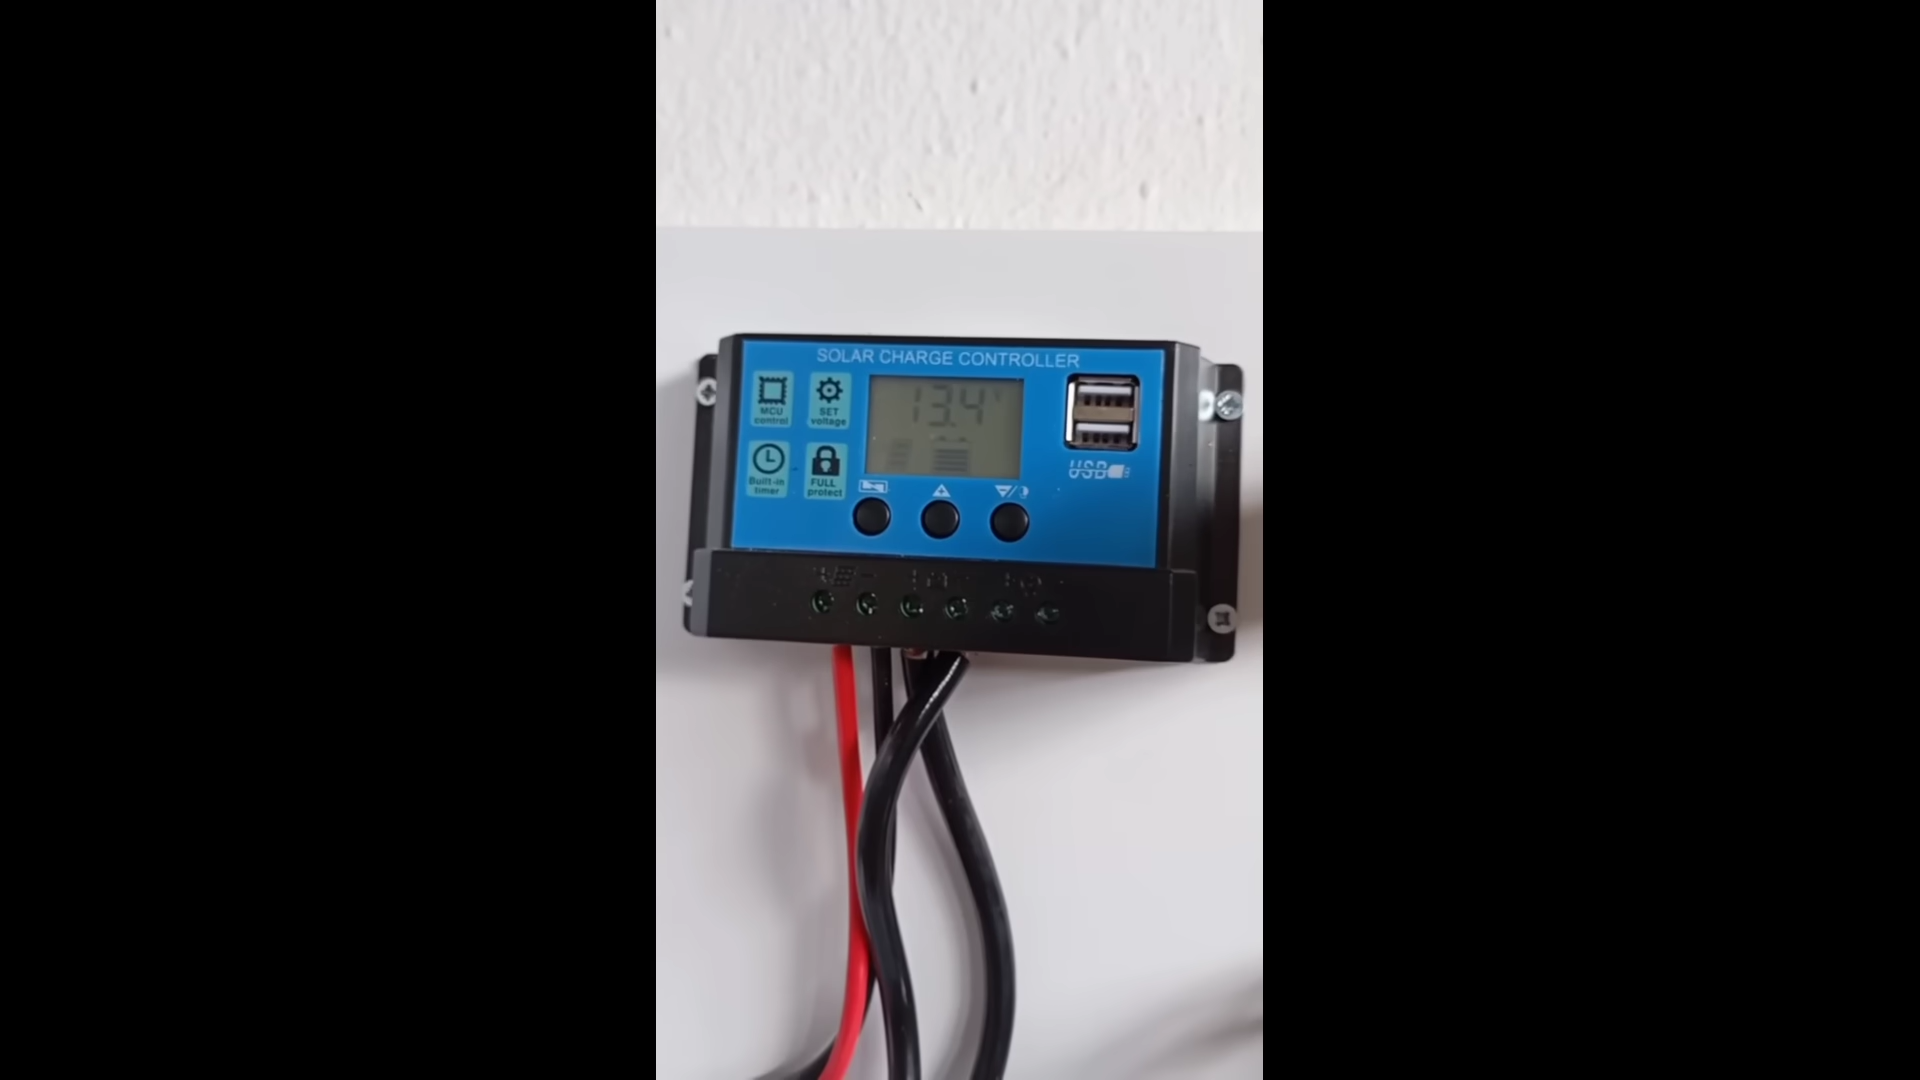 SOLAR CHARGE CONTROLLER
13.4 V
MCU
control
SET
voltage
Built-in
timer
FULL
protect
USB